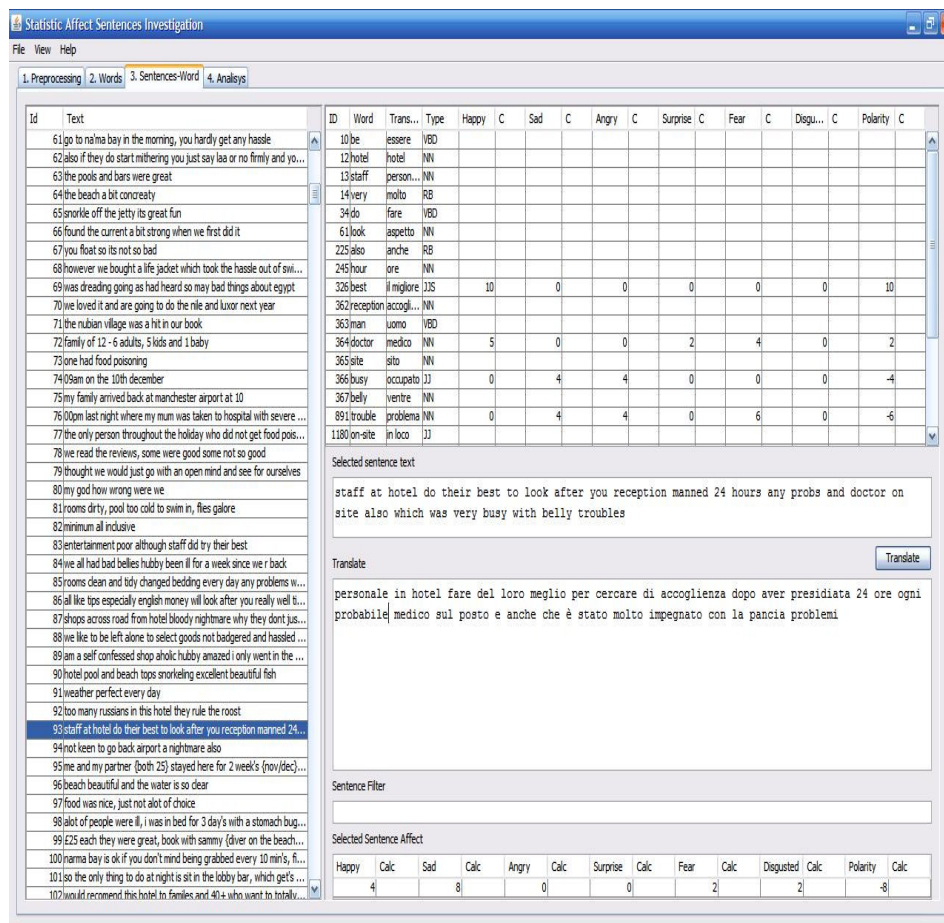 Statistic Affect Sentences Investigation
File View Help
1. Preprocessing 2. Words 3. Sentences-Word 4. Analisys
Id Text
61 go to na'ma bay in the morning, you hardly get any hassle
62 also if they do start mithering you just say laa or no firmly and yo...
63 the pools and bars were great
64 the beach a bit concreaty
65 snorkle off the jetty its great fun
66 found the current a bit strong when we first did it
67 you float so its not so bad
68 however we bought a life jacket which took the hassle out of swi...
69 was dreading going as had heard so may bad things about egypt
70 we loved it and are going to do the nile and luxor next year
71 the nubian village was a hit in our book
72 family of 12 - 6 adults, 5 kids and 1 baby
73 one had food poisoning
74 09am on the 10th december
75 my family arrived back at manchester airport at 10
76 00pm last night where my mum was taken to hospital with severe ...
77 the only person throughout the holiday who did not get food pois...
78 we read the reviews, some were good some not so good
79 thought we would just go with an open mind and see for ourselves
80 my god how wrong were we
81 rooms dirty, pool too cold to swim in, flies galore
82 minimum all indusive
83 entertainment poor although staff did try their best
84 we all had bad bellies hubby been ill for a week since we r back
85 rooms clean and tidy changed bedding every day any problems w...
86 all like tips especially english money will look after you really well ti...
87 shops across road from hotel bloody nightmare why they dont jus...
88 we like to be left alone to select goods not badgered and hassled ...
89 am a self confessed shop aholic hubby amazed i only went in the ...
90 hotel pool and beach tops snorkeling excellent beautiful fish
91 weather perfect every day
92 too many russians in this hotel they rule the roost
93 staff at hotel do their best to look after you reception manned 24...
94 not keen to go back airport a nightmare also
95 me and my partner {both 25} stayed here for 2 week's {nov/dec}...
96 beach beautiful and the water is so clear
97 food was nice, just not alot of choice
98 alot of people were ill, i was in bed for 3 day's with a stomach bug...
99 £25 each they were great, book with sammy {diver on the beach...
100 narma bay is ok if you don't mind being grabbed every 10 min's, fi...
101 so the only thing to do at night is sit in the lobby bar, which get's ...
102 would recomend this hotel to familes and 40+ who want to totally...
ID Word Trans... Type Happy C Sad C Angry C Surprise C Fear C Disgu... C Polarity C
10 be essere VBD
12 hotel hotel NN
13 staff person... NN
14 very molto RB
34 do fare VBD
61 look aspetto NN
225 also anche RB
245 hour ore NN
326 best il migliore JJS 10 0 0 0 0 0 10
362 reception accogli... NN
363 man uomo VBD
364 doctor medico NN 5 0 0 2 4 0 2
365 site sito NN
366 busy occupato JJ 0 4 4 0 0 0 -4
367 belly ventre NN
891 trouble problema NN 0 4 4 0 6 0 -6
1180 on-site in loco JJ
Selected sentence text
staff at hotel do their best to look after you reception manned 24 hours any probs and doctor on
site also which was very busy with belly troubles
Translate Translate
personale in hotel fare del loro meglio per cercare di accoglienza dopo aver presidiata 24 ore ogni
probabile medico sul posto e anche che è stato molto impegnato con la pancia problemi
Sentence Filter
Selected Sentence Affect
Happy Calc Sad Calc Angry Calc Surprise Calc Fear Calc Disgusted Calc Polarity Calc
4 8 0 0 2 2 -8